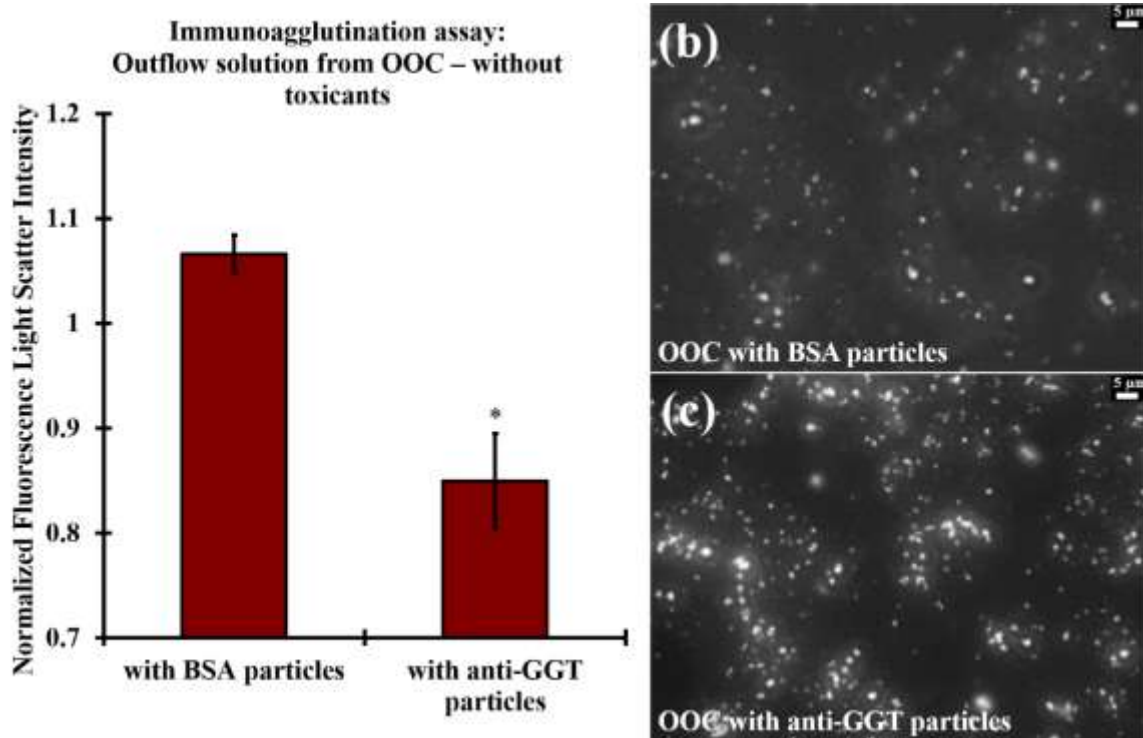 Immunoagglutination assay:
Outflow solution from OOC – without
toxicants
Normalized Fluorescence Light Scatter Intensity
1.2
1.1
1
0.9
0.8
0.7
*
with BSA particles
with anti-GGT
particles
(b)
5 µm
OOC with BSA particles
(c)
5 µm
OOC with anti-GGT particles